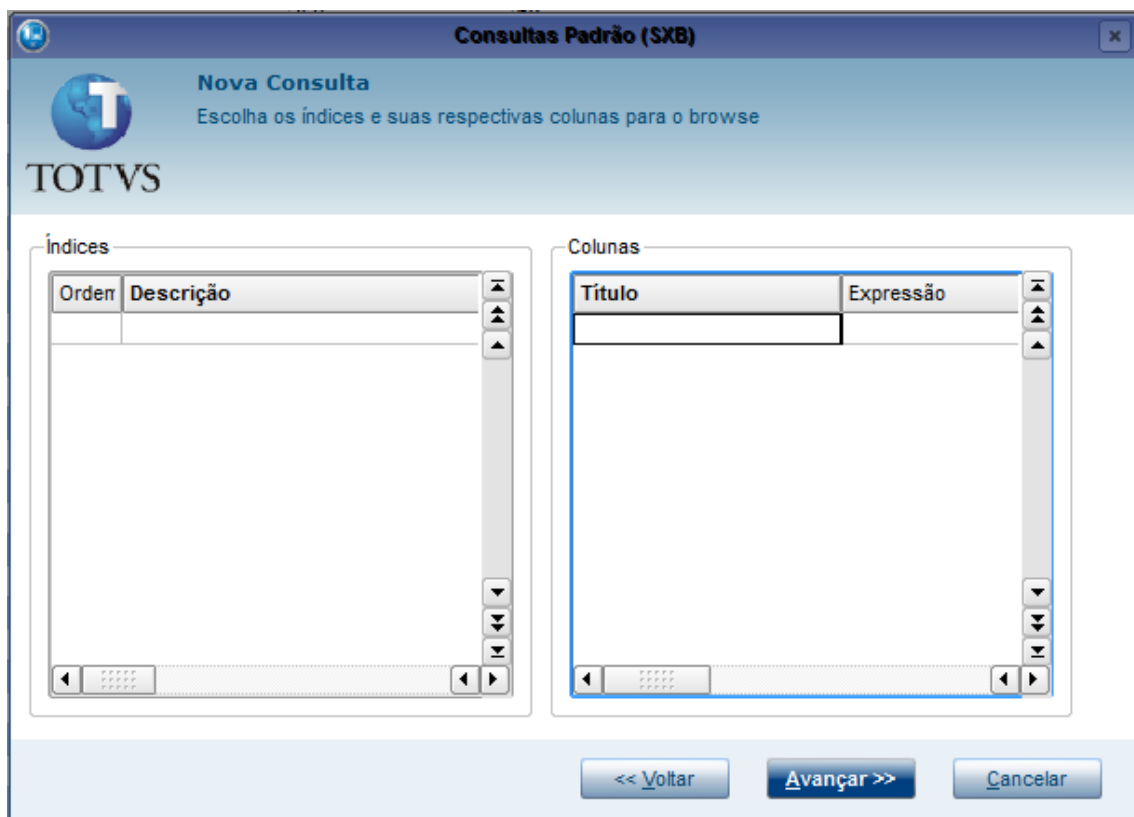 Consultas Padrão (SXB)
Nova Consulta
Escolha os índices e suas respectivas colunas para o browse
TOTVS
Índices
Colunas
Ordem Descrição
Título Expressão
<< Voltar Avançar >> Cancelar